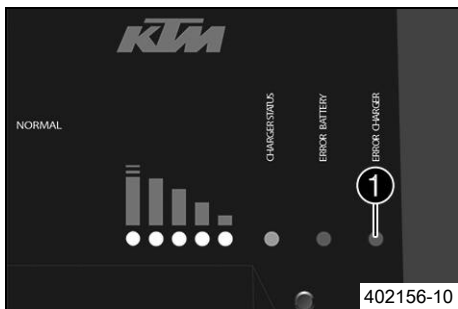 KTM
NORMAL
CHARGER STATUS
ERROR BATTERY
ERROR CHARGER
1
402156-10